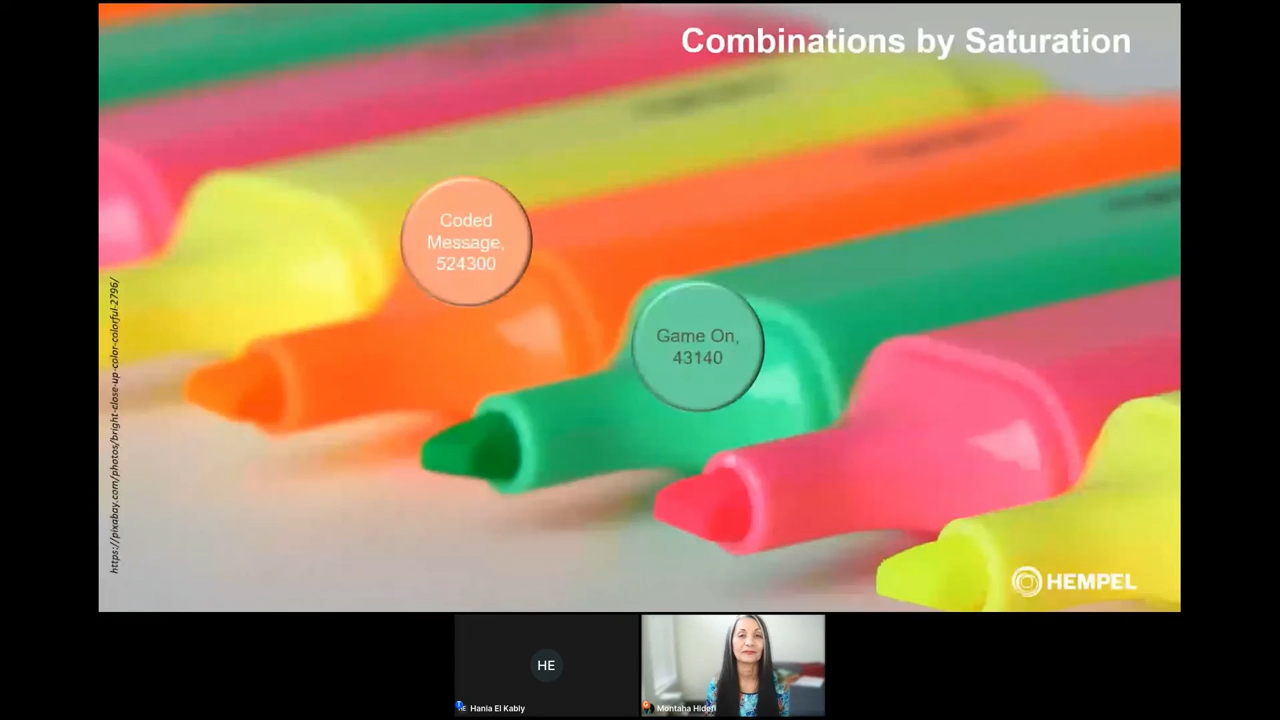 Combinations by Saturation
Coded
Message,
524300
Game On,
43140
https://pixabay.com/photos/bright-close-up-color-colorful-2796/
HEMPEL
HE
Hania El Kably
Montaha Hidefi